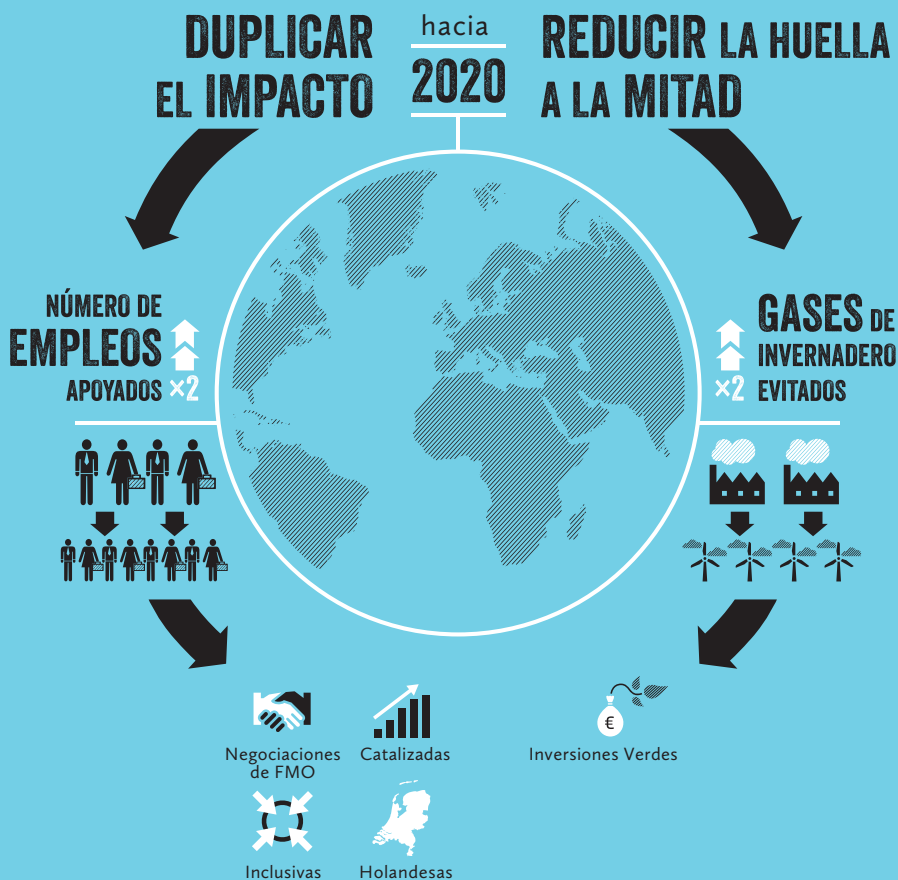 DUPLICAR
EL IMPACTO
hacia
2020
REDUCIR LA HUELLA
A LA MITAD
NÚMERO DE
EMPLEOS
APOYADOS ×2
GASES DE
INVERNADERO
×2 EVITADOS
Negociaciones
de FMO
Catalizadas
Inclusivas
Holandesas
€
Inversiones Verdes